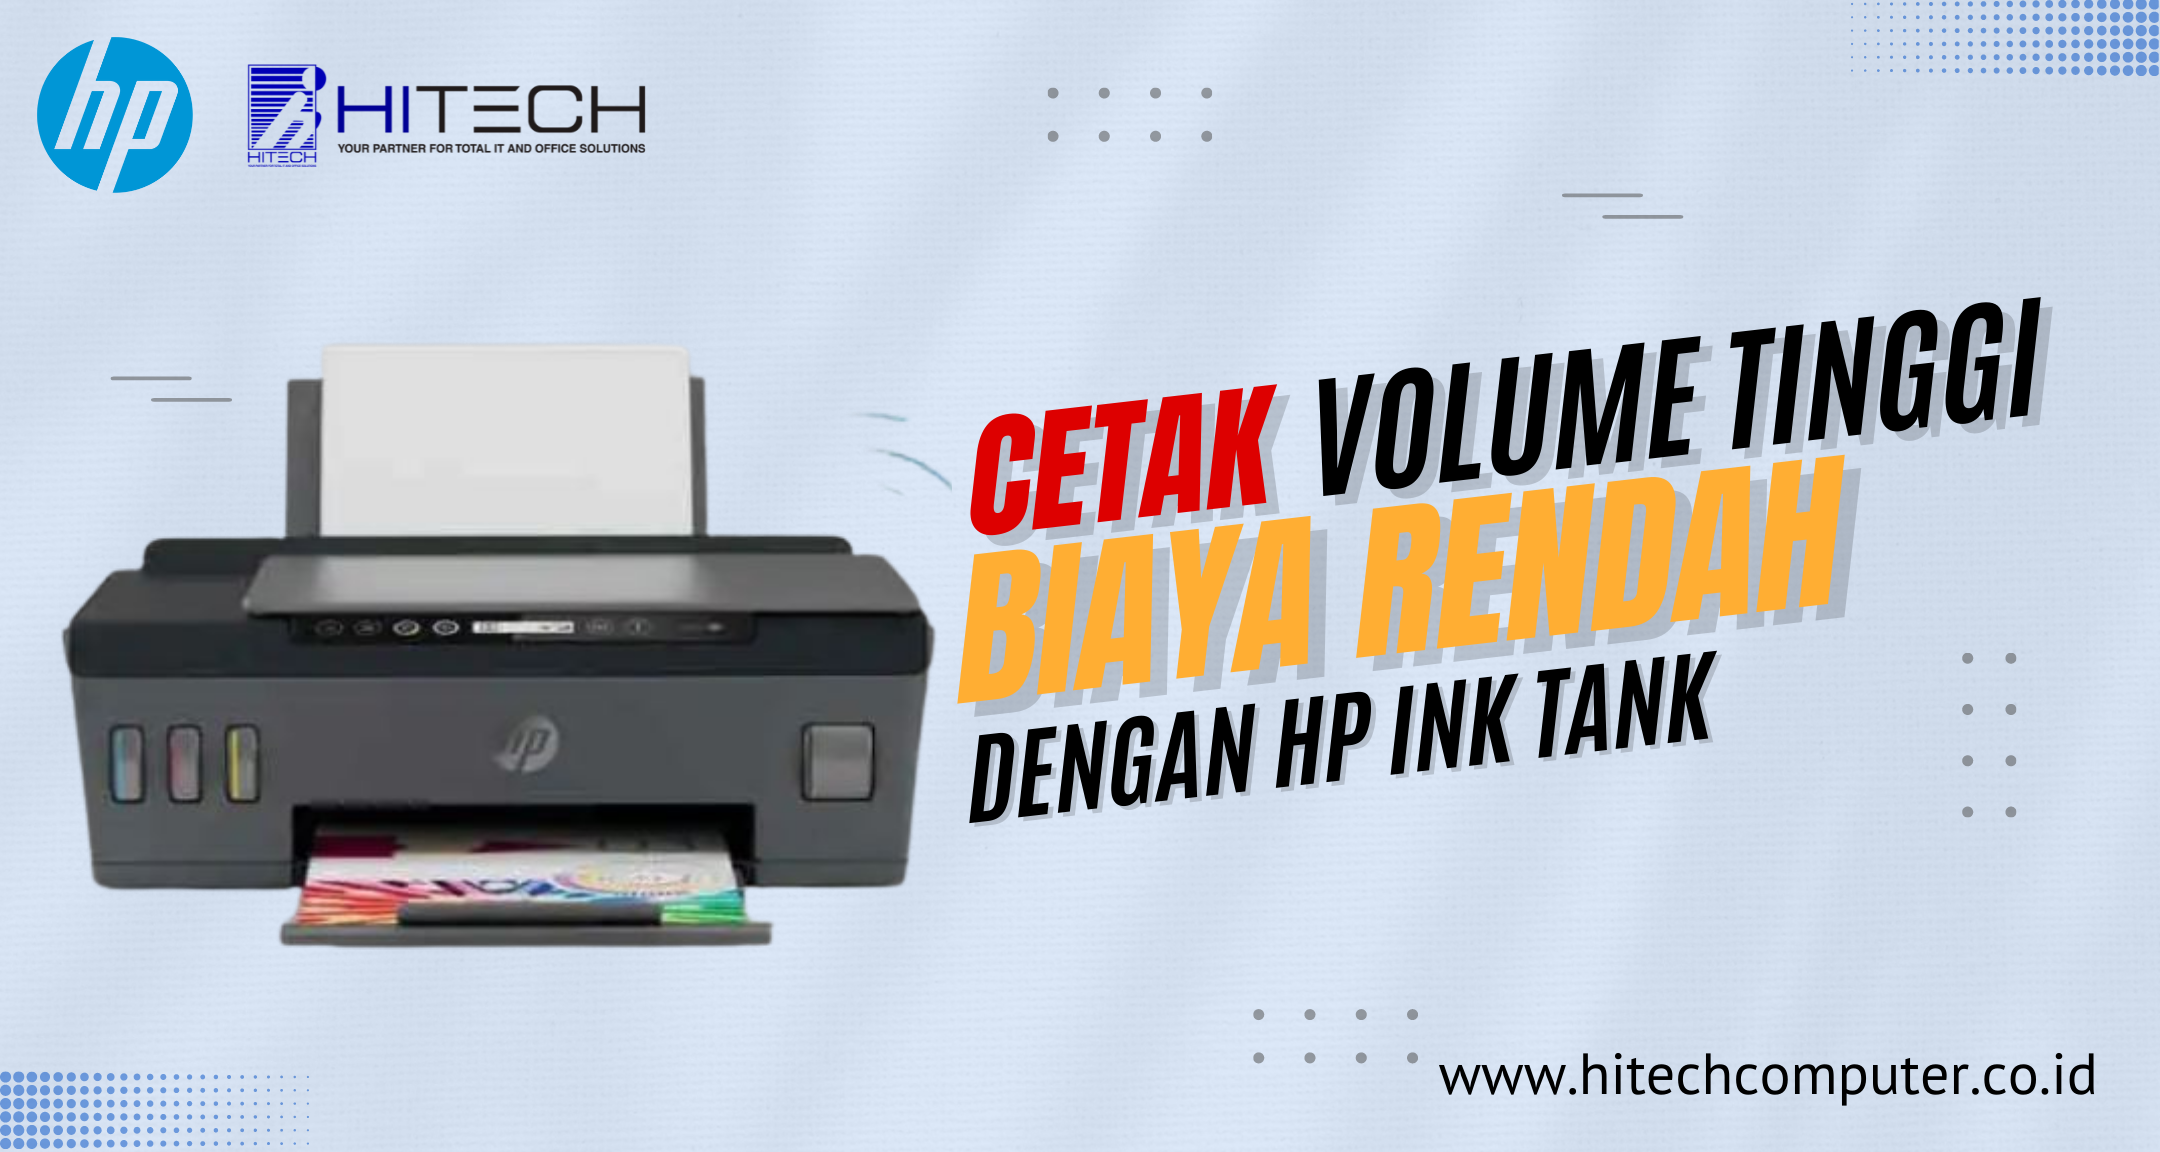 hp
HITECH
HITECH
YOUR PARTNER FOR TOTAL IT AND OFFICE SOLUTIONS
CETAK VOLUME TINGGI
BIAYA RENDAH
DENGAN HP INK TANK
hp
www.hitechcomputer.co.id